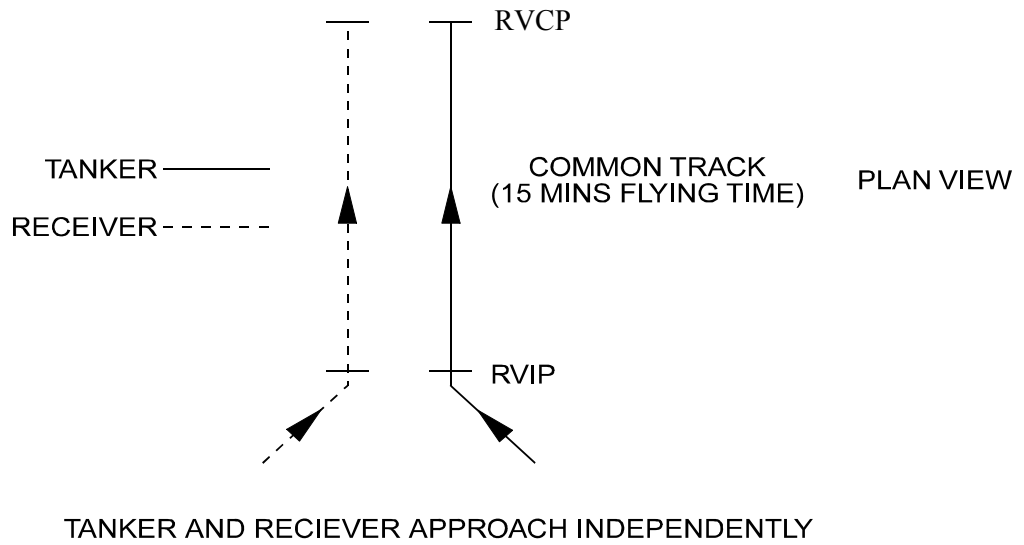 RVCP
TANKER
COMMON TRACK
(15 MINS FLYING TIME)
PLAN VIEW
RECEIVER
RVIP
TANKER AND RECIEVER APPROACH INDEPENDENTLY